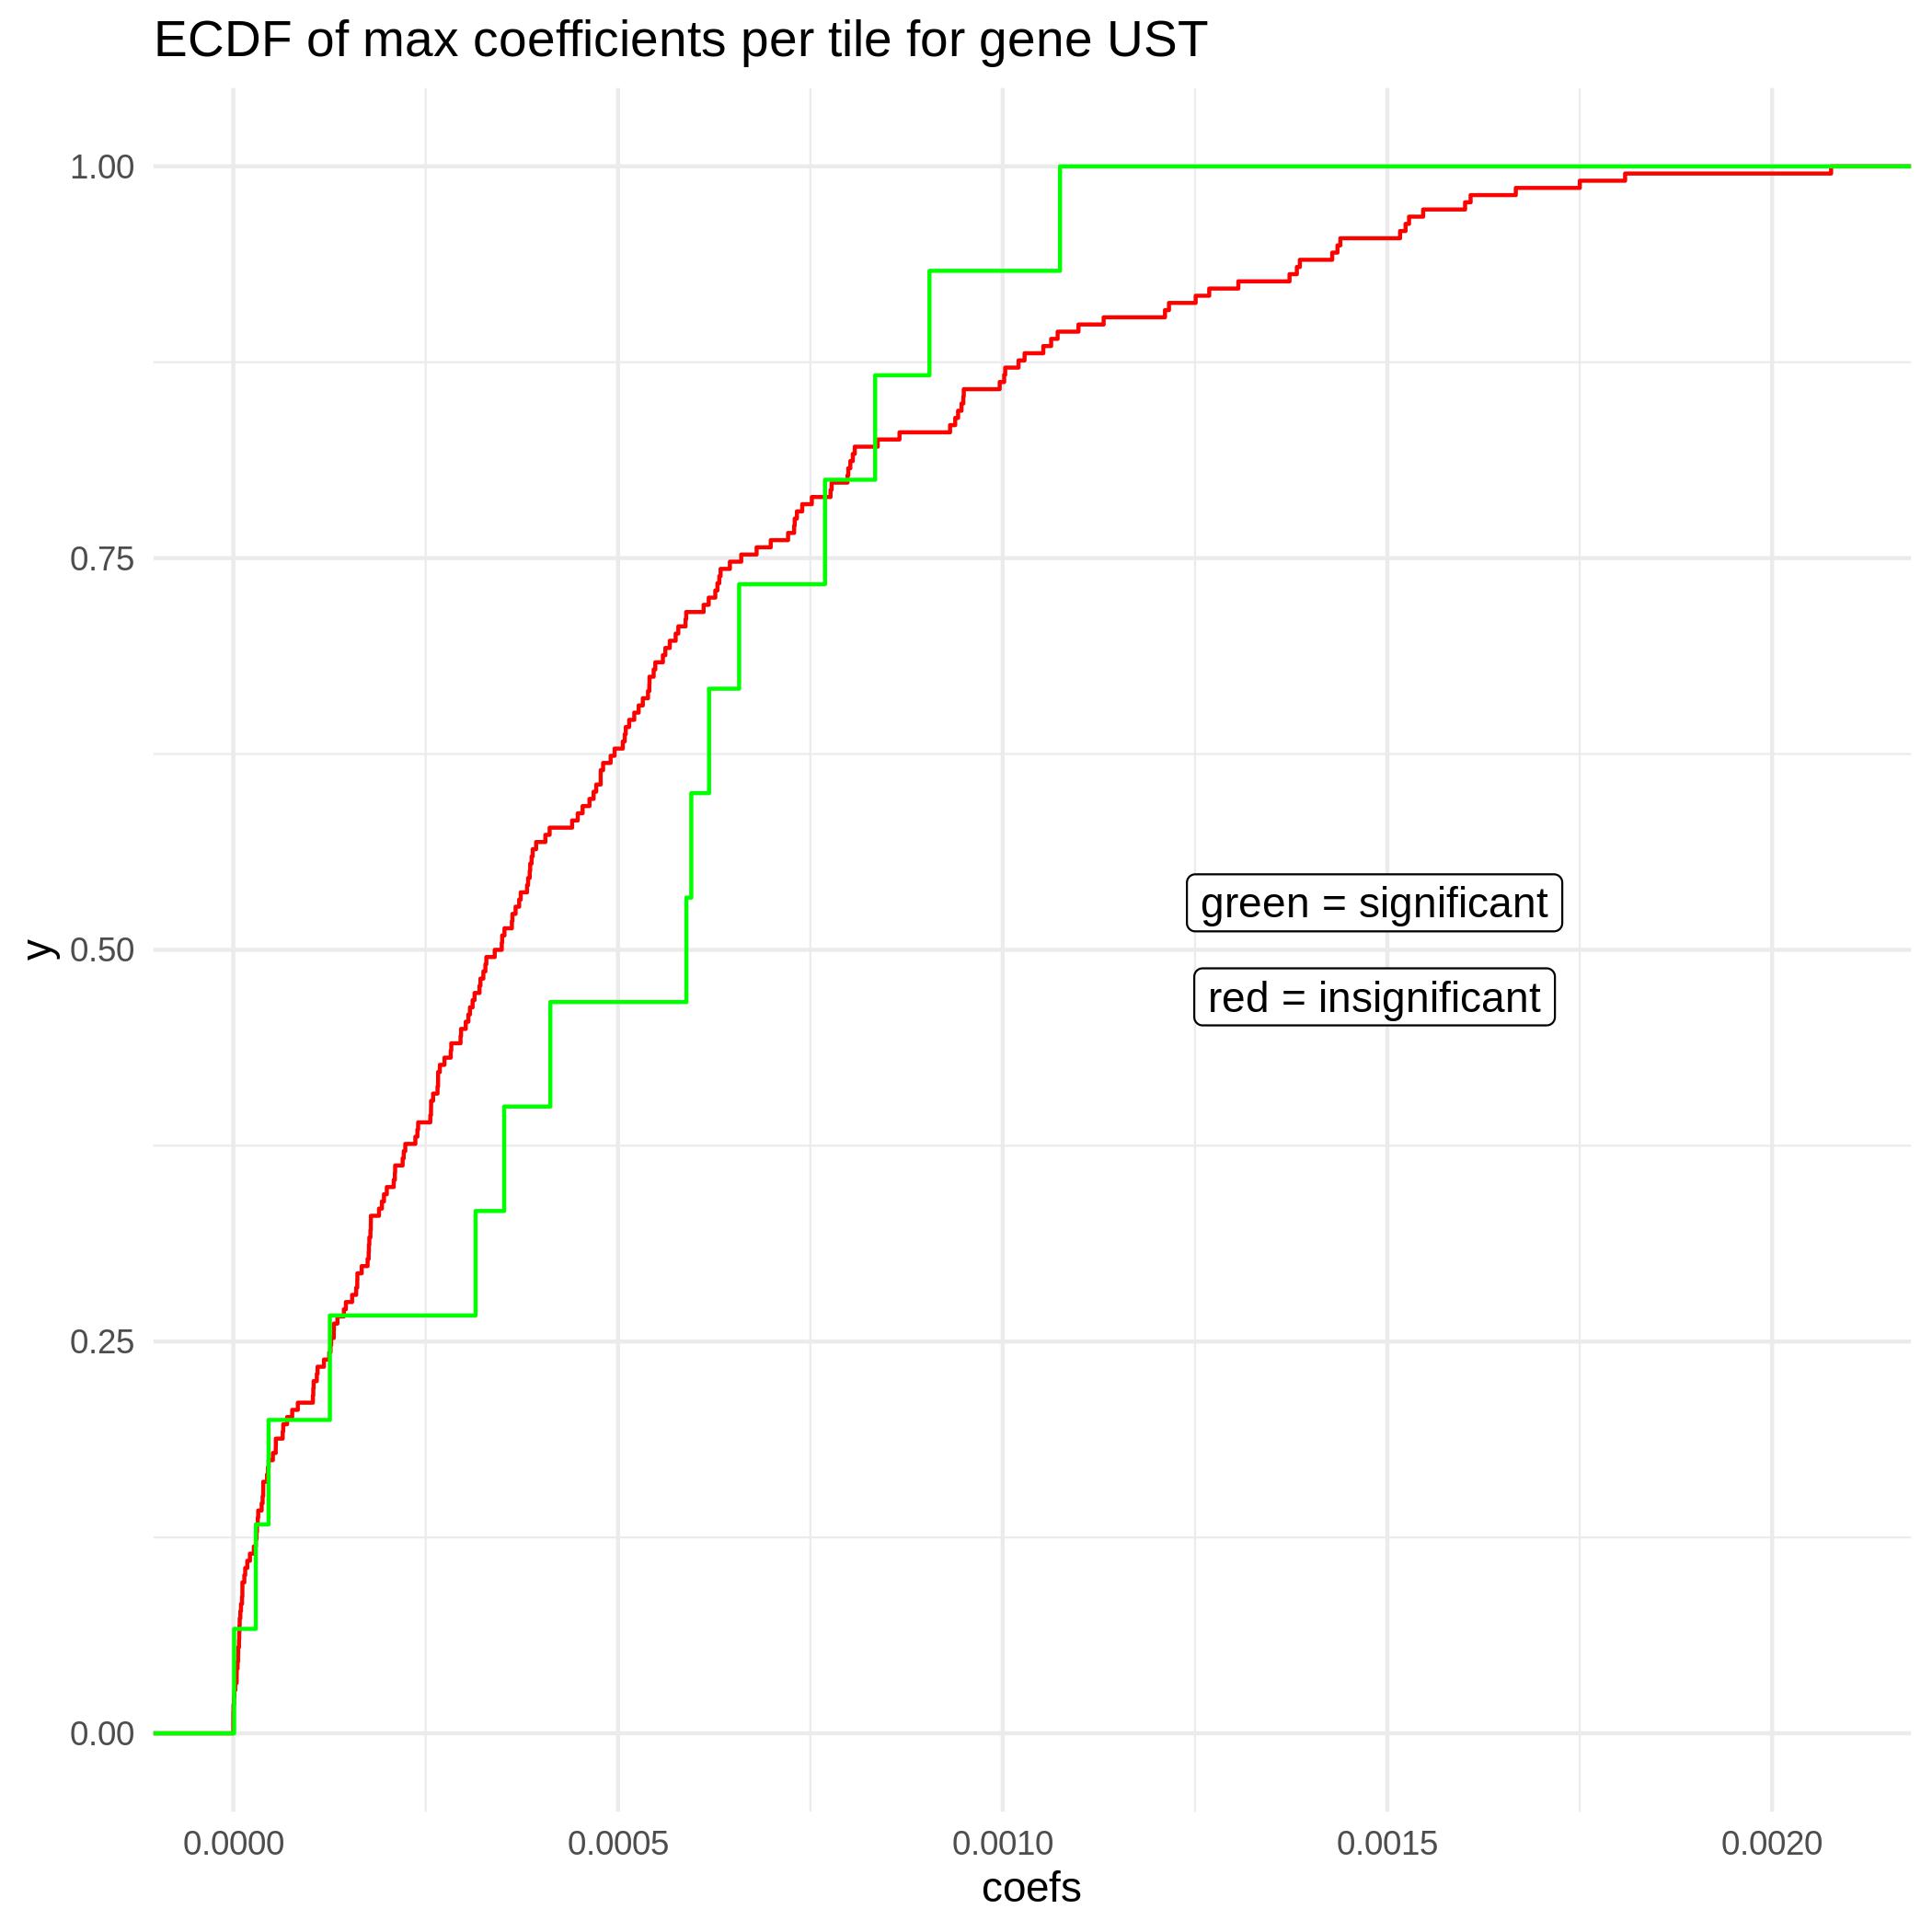 ECDF of max coefficients per tile for gene UST
1.00
0.75
0.50
0.25
0.00
y
green = significant
red = insignificant
0.0000 0.0005 0.0010 0.0015 0.0020
coefs